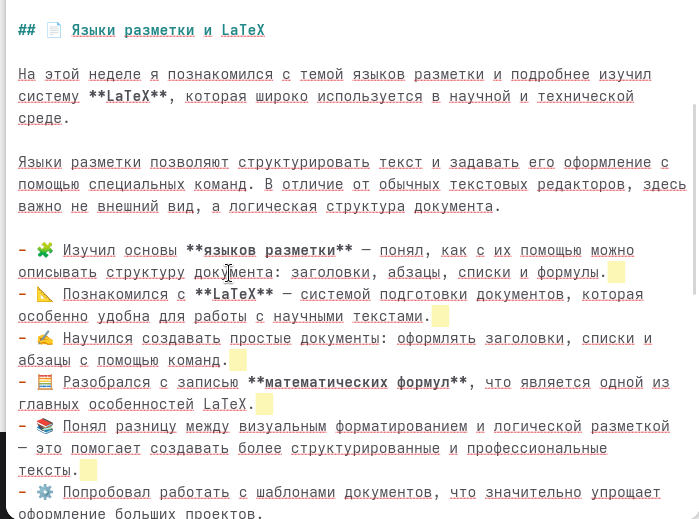 ## 📄 Языки разметки и LaTeX
На этой неделе я познакомился с темой языков разметки и подробнее изучил
систему **LaTeX**, которая широко используется в научной и технической
среде.
Языки разметки позволяют структурировать текст и задавать его оформление с
помощью специальных команд. В отличие от обычных текстовых редакторов, здесь
важно не внешний вид, а логическая структура документа.
- 🧩 Изучил основы **языков разметки** — понял, как с их помощью можно
описывать структуру документа: заголовки, абзацы, списки и формулы.
- 📐 Познакомился с **LaTeX** — системой подготовки документов, которая
особенно удобна для работы с научными текстами.
- ✍️ Научился создавать простые документы: оформлять заголовки, списки и
абзацы с помощью команд.
- 🧮 Разобрался с записью **математических формул**, что является одной из
главных особенностей LaTeX.
- 📚 Понял разницу между визуальным форматированием и логической разметкой
— это помогает создавать более структурированные и профессиональные
тексты.
- ⚙️ Попробовал работать с шаблонами документов, что значительно упрощает
оформление больших проектов.